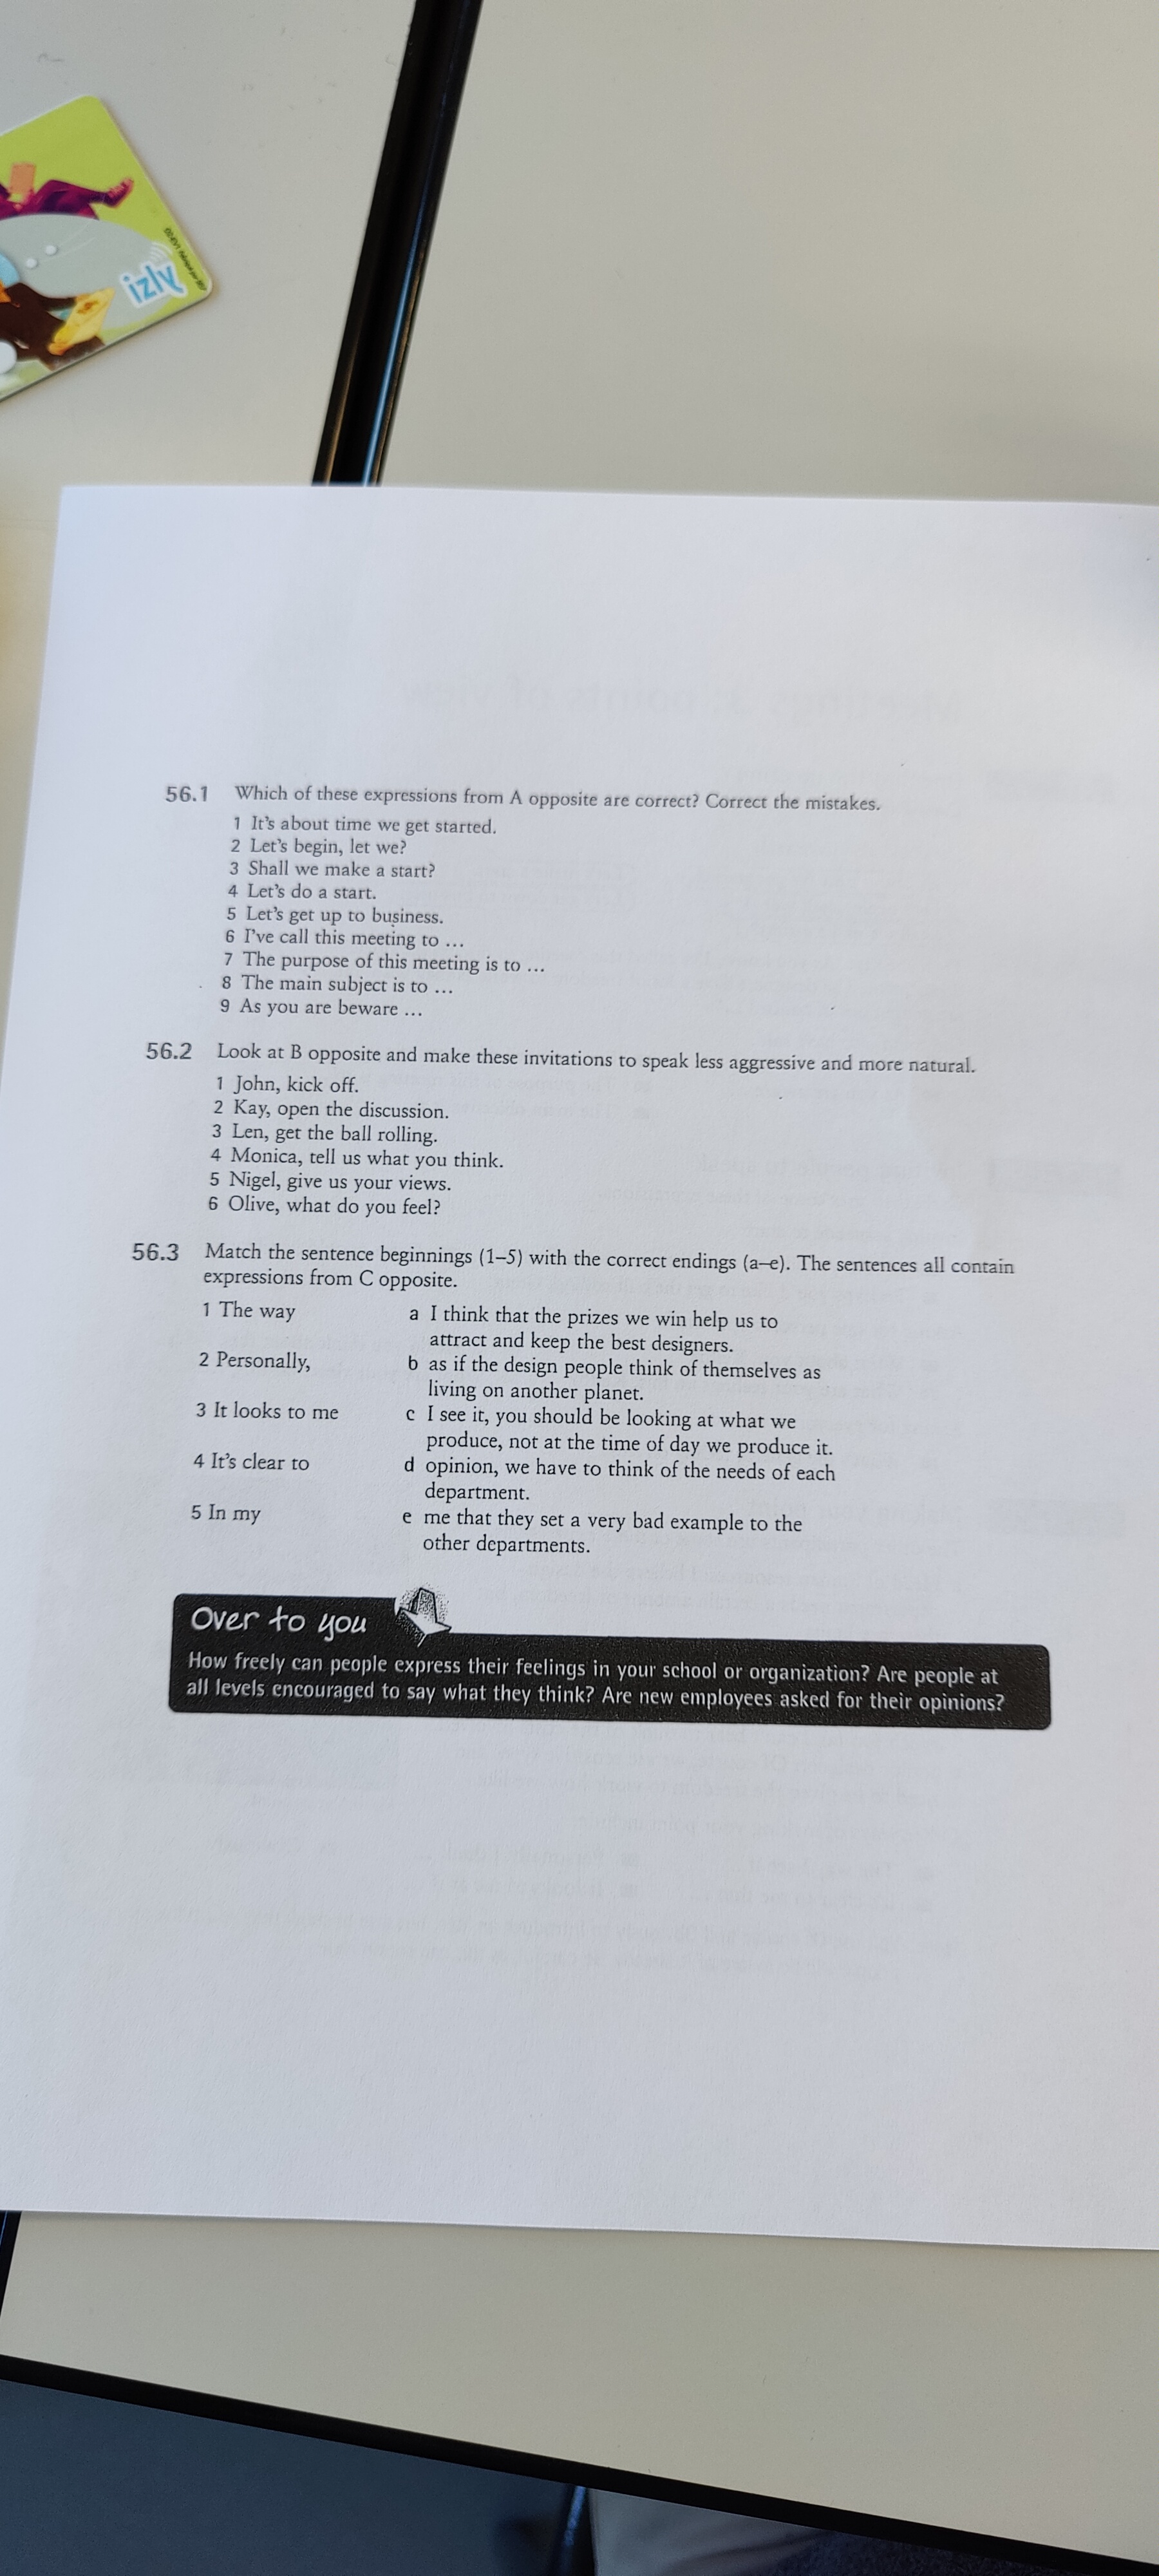 izly
56.1 Which of these expressions from A opposite are correct? Correct the mistakes.
1 It's about time we get started.
2 Let's begin, let we?
3 Shall we make a start?
4 Let's do a start.
5 Let's get up to business.
6 I've call this meeting to ...
7 The purpose of this meeting is to ...
8 The main subject is to ...
9 As you are beware ...
56.2 Look at B opposite and make these invitations to speak less aggressive and more natural.
1 John, kick off.
2 Kay, open the discussion.
3 Len, get the ball rolling.
4 Monica, tell us what you think.
5 Nigel, give us your views.
6 Olive, what do you feel?
56.3 Match the sentence beginnings (1–5) with the correct endings (a–e). The sentences all contain
expressions from C opposite.
1 The way a I think that the prizes we win help us to
attract and keep the best designers.
2 Personally, b as if the design people think of themselves as
living on another planet.
3 It looks to me c I see it, you should be looking at what we
produce, not at the time of day we produce it.
4 It's clear to d opinion, we have to think of the needs of each
department.
5 In my e me that they set a very bad example to the
other departments.
Over to you
How freely can people express their feelings in your school or organization? Are people at
all levels encouraged to say what they think? Are new employees asked for their opinions?